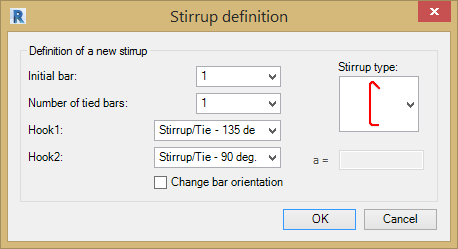 R
Stirrup definition
Definition of a new stirrup
Initial bar:
1
Stirrup type:
Number of tied bars:
1
Hook1:
Stirrup/Tie - 135 de
Hook2:
Stirrup/Tie - 90 deg.
a =
Change bar orientation
OK
Cancel